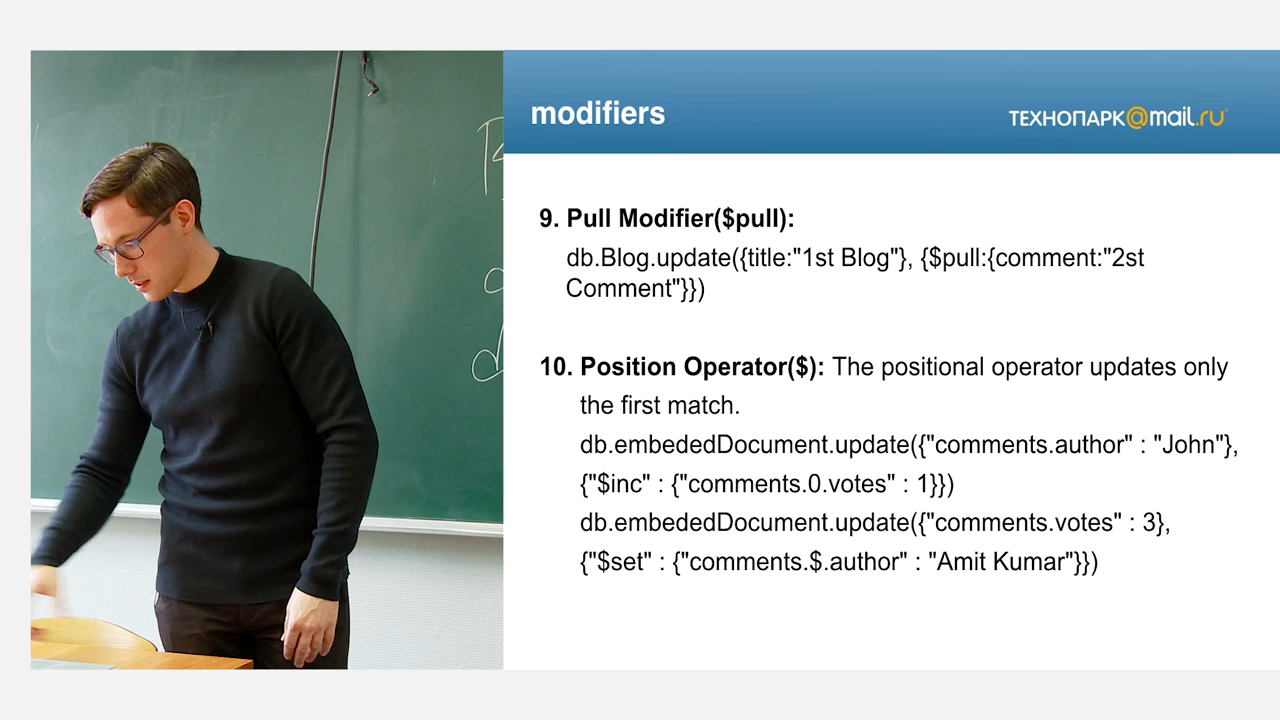 modifiers
ТЕХНОПАРК@mail.ru
9. Pull Modifier($pull):
db.Blog.update({title:"1st Blog"}, {$pull:{comment:"2st
Comment"}})
10. Position Operator($): The positional operator updates only
the first match.
db.embededDocument.update({"comments.author" : "John"},
{"$inc" : {"comments.0.votes" : 1}})
db.embededDocument.update({"comments.votes" : 3},
{"$set" : {"comments.$.author" : "Amit Kumar"}})